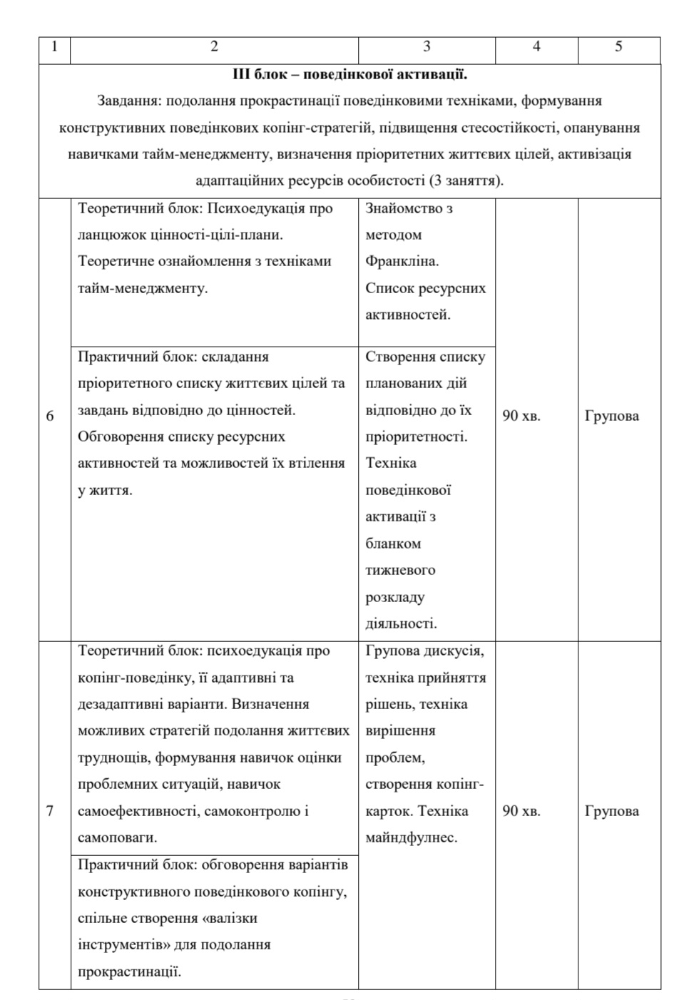 1 2 3 4 5
ІІІ блок – поведінкової активації.
Завдання: подолання прокрастинації поведінковими техніками, формування
конструктивних поведінкових копінг-стратегій, підвищення стесостійкості, опанування
навичками тайм-менеджменту, визначення пріоритетних життєвих цілей, активізація
адаптаційних ресурсів особистості (3 заняття).
6
Теоретичний блок: Психоедукація про
ланцюжок цінності-цілі-плани.
Теоретичне ознайомлення з техніками
тайм-менеджменту.
Знайомство з
методом
Франкліна.
Список ресурсних
активностей.
Практичний блок: складання
пріоритетного списку життєвих цілей та
завдань відповідно до цінностей.
Обговорення списку ресурсних
активностей та можливостей їх втілення
у життя.
Створення списку
планованих дій
відповідно до їх
пріоритетності.
Техніка
поведінкової
активації з
бланком
тижневого
розкладу
діяльності.
90 хв.
Групова
7
Теоретичний блок: психоедукація про
копінг-поведінку, її адаптивні та
дезадаптивні варіанти. Визначення
можливих стратегій подолання життєвих
труднощів, формування навичок оцінки
проблемних ситуацій, навичок
самоефективності, самоконтролю і
самоповаги.
Практичний блок: обговорення варіантів
конструктивного поведінкового копінгу,
спільне створення «валізки
інструментів» для подолання
прокрастинації.
Групова дискусія,
техніка прийняття
рішень, техніка
вирішення
проблем,
створення копінг-
карток. Техніка
майндфулнес.
90 хв.
Групова